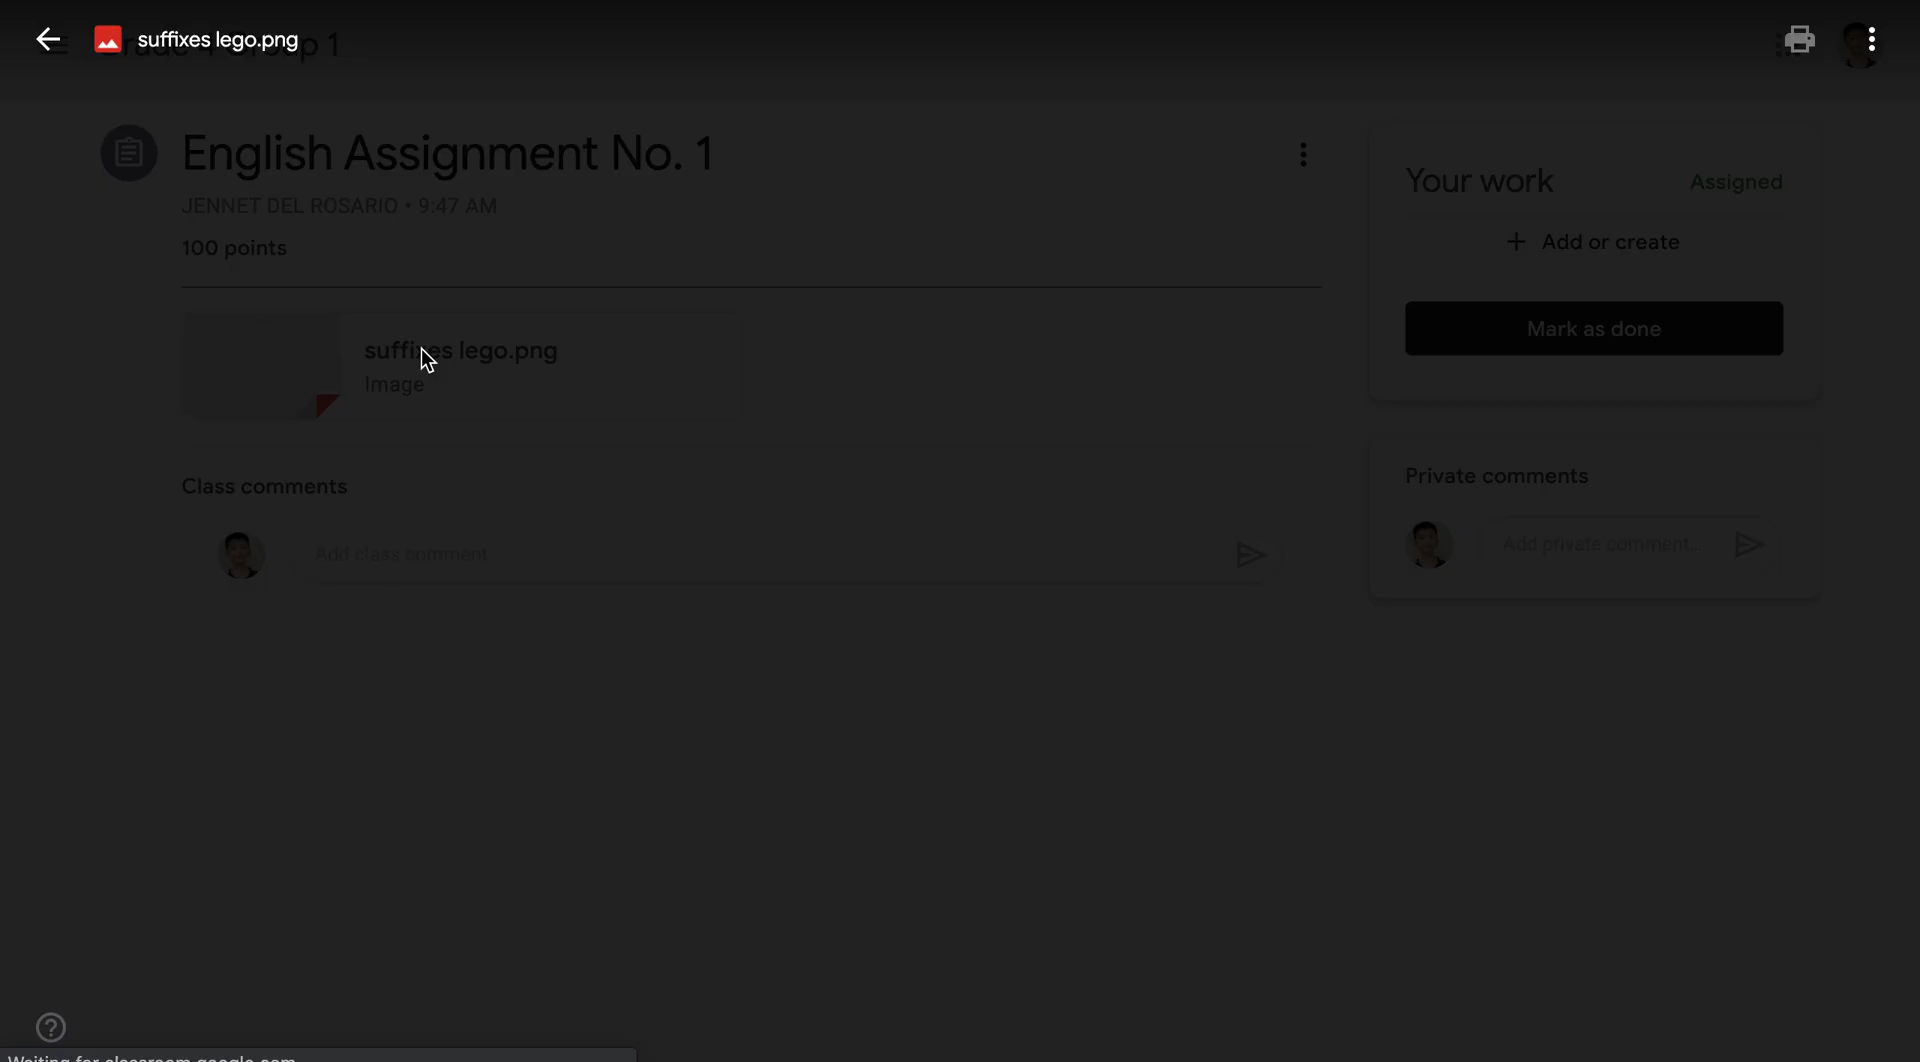 suffixes lego.png
English Assignment No. 1
JENNET DEL ROSARIO • 9:47 AM
100 points
suffixes lego.png
Image
Class comments
Add class comment
Your work
Assigned
+ Add or create
Mark as done
Private comments
Add private comment...
Waiting for classroom.google.com